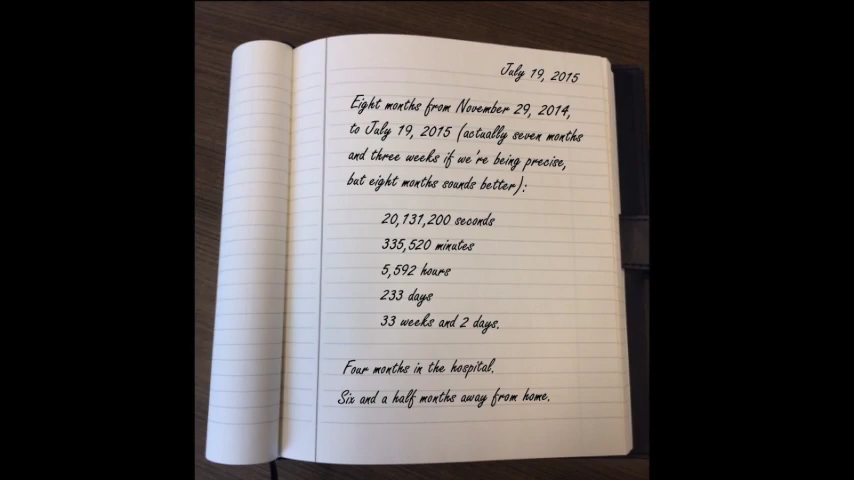 July 19, 2015
Eight months from November 29, 2014,
to July 19, 2015 (actually seven months
and three weeks if we're being precise,
but eight months sounds better):
20,131,200 seconds
335,520 minutes
5,592 hours
233 days
33 weeks and 2 days.
Four months in the hospital.
Six and a half months away from home.